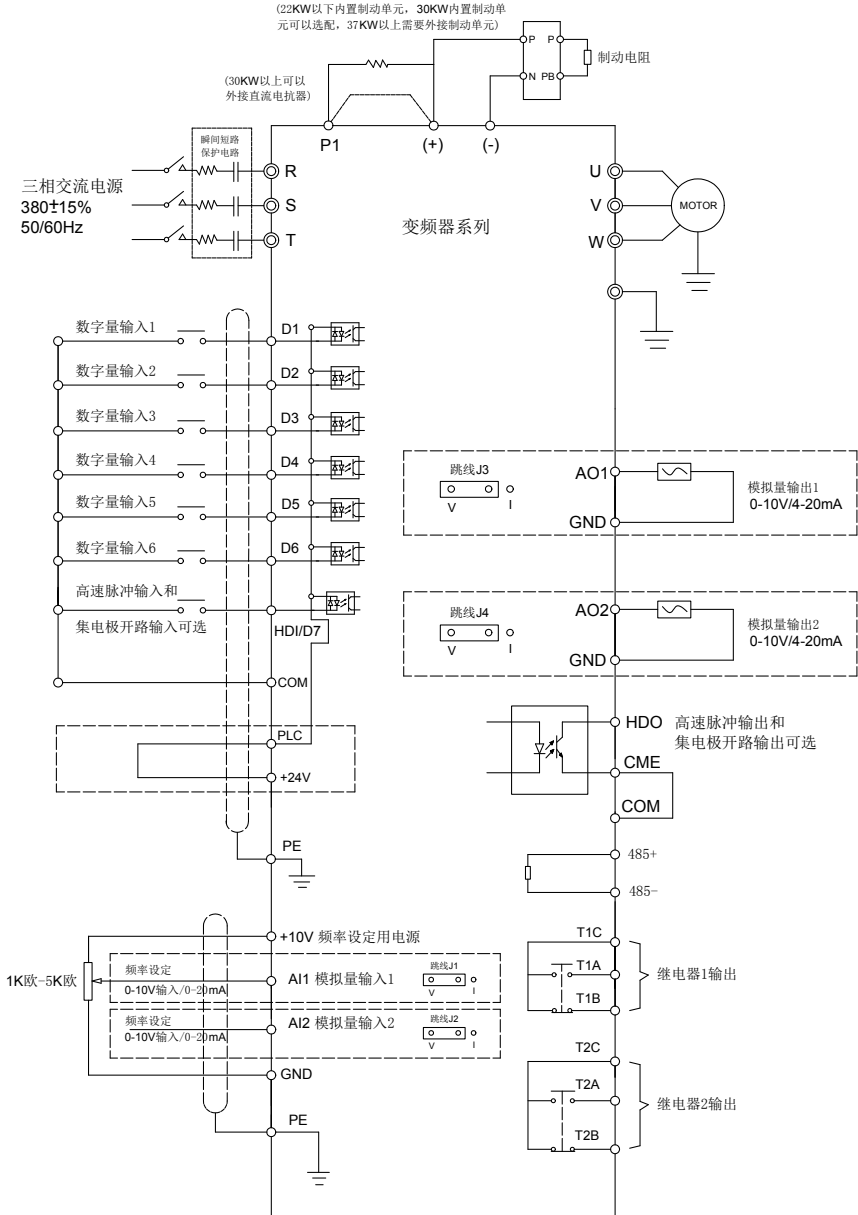 (22KW以下内置制动单元，30KW内置制动单
元可以选配，37KW以上需要外接制动单元)
P P
N PB
制动电阻
(30KW以上可以
外接直流电抗器)
P1
(+)
(-)
瞬间短路
保护电路
三相交流电源
380±15%
50/60Hz
R
S
T
变频器系列
U
V
W
MOTOR
数字量输入1
D1
数字量输入2
D2
数字量输入3
D3
数字量输入4
D4
数字量输入5
D5
数字量输入6
D6
高速脉冲输入和
集电极开路输入可选
HDI/D7
COM
PLC
+24V
PE
+10V 频率设定用电源
1K欧-5K欧
频率设定
0-10V输入/0-20mA
AI1 模拟量输入1
跳线J1
V
I
频率设定
0-10V输入/0-20mA
AI2 模拟量输入2
跳线J2
V
I
GND
PE
跳线J3
V
I
AO1
GND
模拟量输出1
0-10V/4-20mA
跳线J4
V
I
AO2
GND
模拟量输出2
0-10V/4-20mA
HDO
高速脉冲输出和
集电极开路输出可选
CME
COM
485+
485-
T1C
T1A
T1B
继电器1输出
T2C
T2A
T2B
继电器2输出